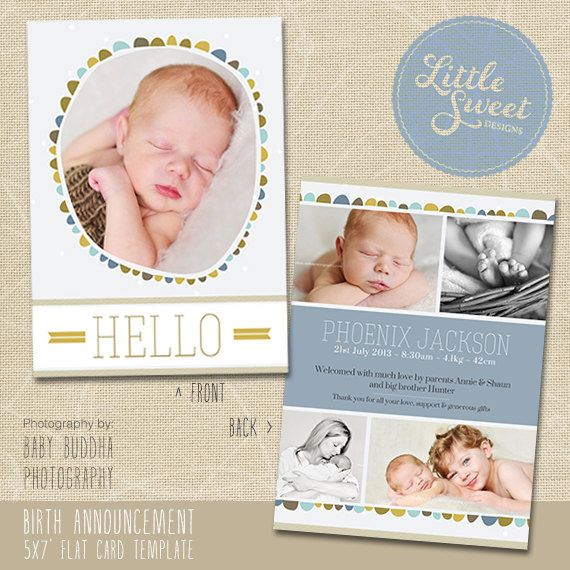 Little
Sweet
DESIGNS
HELLO
^ FRONT
PHOENIX JACKSON
21st July 2013 - 8:30am - 4.1kg - 42cm
Welcomed with much love by parents Annie & Shaun
and big brother Hunter
Thank you for all your love, support & generous gifts
BACK >
Photography by:
BABY BUDDHA
PHOTOGRAPHY
BIRTH ANNOUNCEMENT
5X7' FLAT CARD TEMPLATE